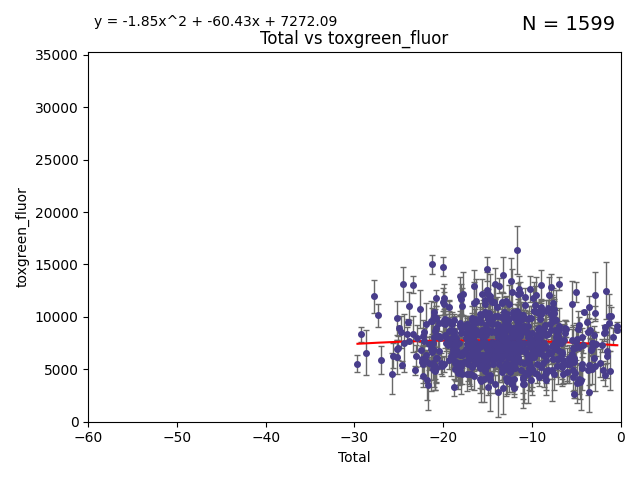 y = -1.85x^2 + -60.43x + 7272.09
N = 1599
Total vs toxgreen_fluor
35000
30000
25000
20000
15000
10000
5000
0
toxgreen_fluor
−60 −50 −40 −30 −20 −10 0
Total